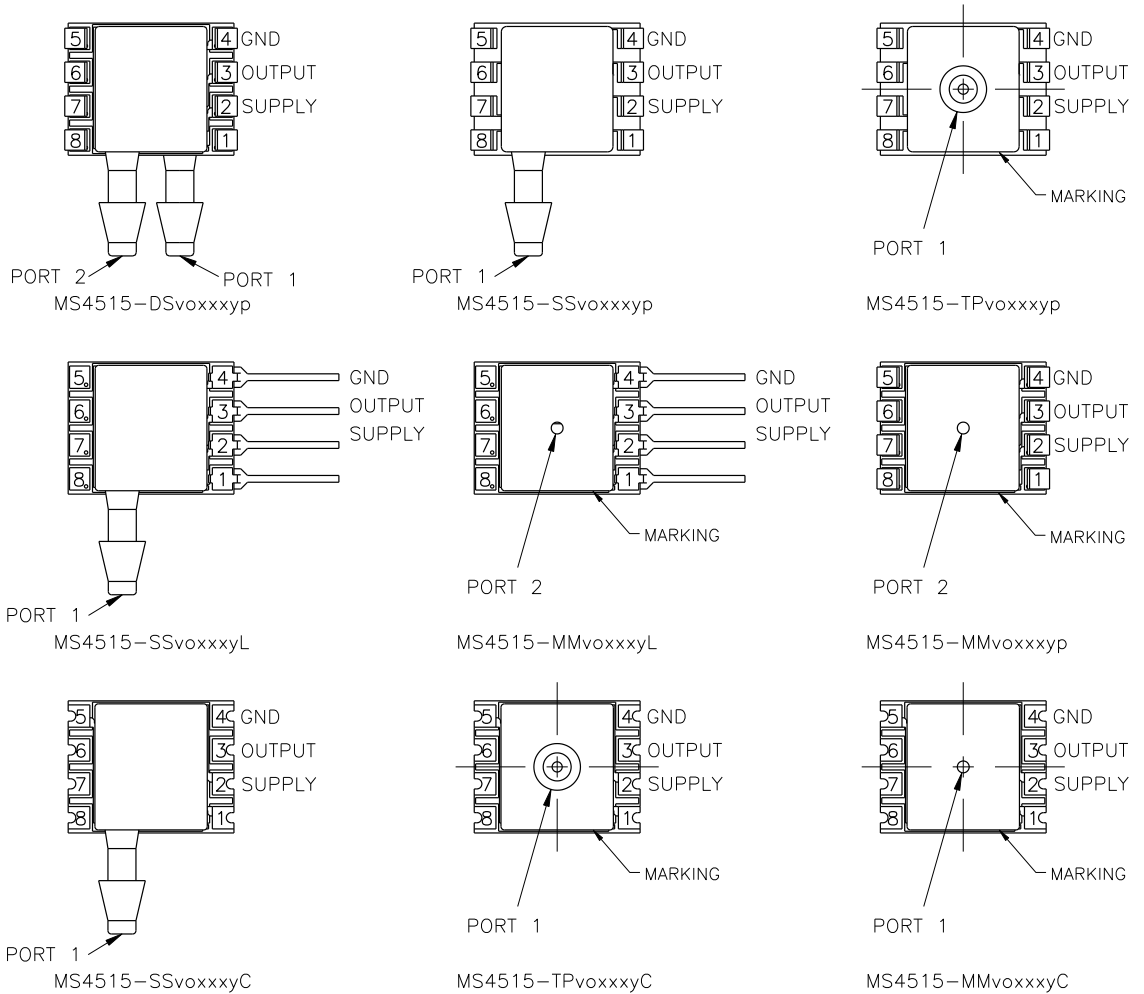 5 4 GND
6 3 OUTPUT
7 2 SUPPLY
8 1
PORT 2
PORT 1
MS4515-DSvoxxxyp
5 4 GND
6 3 OUTPUT
7 2 SUPPLY
8 1
PORT 1
MS4515-SSvoxxxyp
5 4 GND
6 3 OUTPUT
7 2 SUPPLY
8 1
MARKING
PORT 1
MS4515-TPvoxxxyp
5 4 GND
6 3 OUTPUT
7 2 SUPPLY
8 1
PORT 1
MS4515-SSvoxxxyL
5 4 GND
6 3 OUTPUT
7 2 SUPPLY
8 1
MARKING
PORT 2
MS4515-MMvoxxxyL
5 4 GND
6 3 OUTPUT
7 2 SUPPLY
8 1
MARKING
PORT 2
MS4515-MMvoxxxyp
5 4 GND
6 3 OUTPUT
7 2 SUPPLY
8 1
PORT 1
MS4515-SSvoxxxyC
5 4 GND
6 3 OUTPUT
7 2 SUPPLY
8 1
MARKING
PORT 1
MS4515-TPvoxxxyC
5 4 GND
6 3 OUTPUT
7 2 SUPPLY
8 1
MARKING
PORT 1
MS4515-MMvoxxxyC